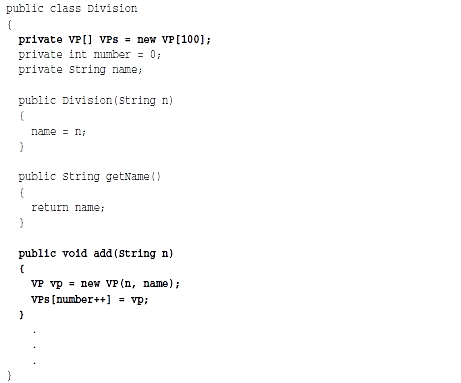 public class Division
{
private VP[] VPs = new VP[100];
private int number = 0;
private String name;
public Division(String n)
{
name = n;
}
public String getName()
{
return name;
}
public void add(String n)
{
VP vp = new VP(n, name);
VPs[number++] = vp;
}
.
.
.
}